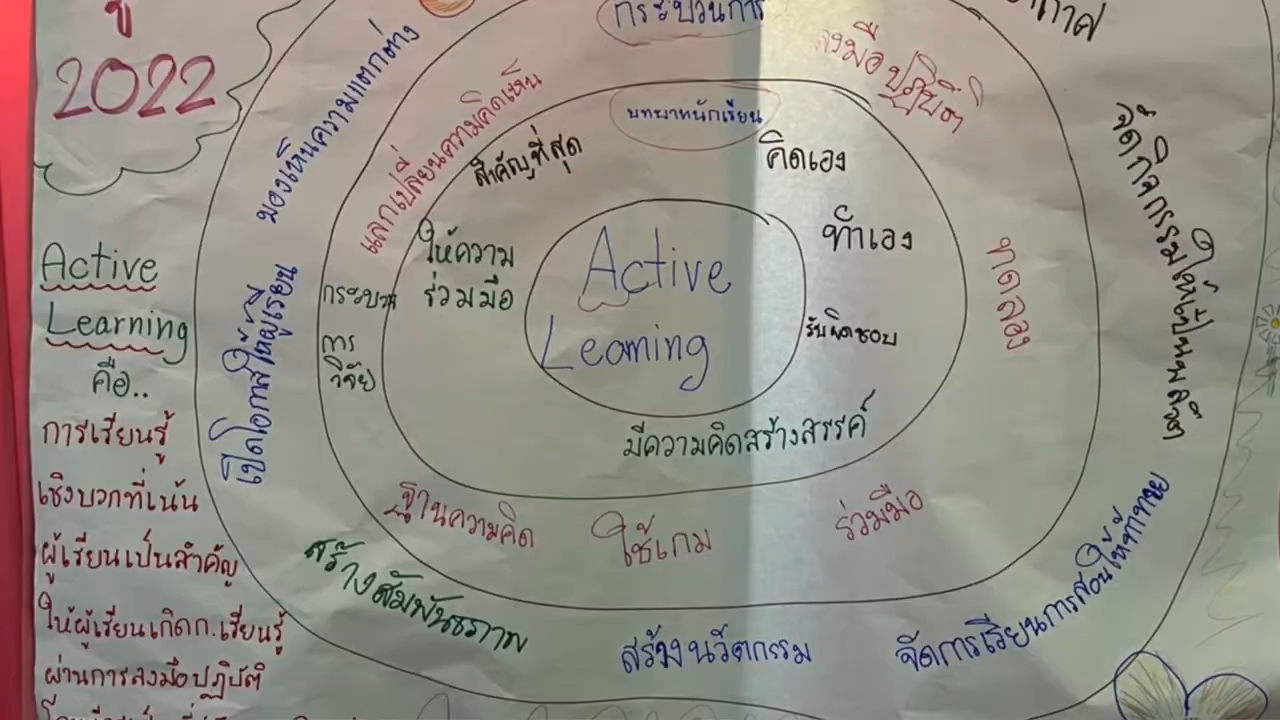 2022
Active
Learning
คือ..
การเรียนรู้
เชิงบวกที่เน้น
ผู้เรียนเป็นสำคัญ
ให้ผู้เรียนเกิดก.เรียนรู้
ผ่านการลงมือปฏิบัติ
Active
Learning
บทบาทนักเรียน
สำคัญที่สุด
คิดเอง
ทำเอง
รับผิดชอบ
มีความคิดสร้างสรรค์
ให้ความ
ร่วมมือ
กระบวนการ
แลกเปลี่ยนความคิดเห็น
ลงมือปฏิบัติ
ทดลอง
ร่วมมือ
ใช้เกม
ฐานความคิด
กระบวน
การ
วิจัย
มองเห็นความแตกต่าง
เปิดโอกาสให้ผู้เรียน
สร้างสัมพันธภาพ
สร้างนวัตกรรม
จัดการเรียนการสอนให้ท้าทาย
จัดกิจกรรมให้เป็นพลวัต